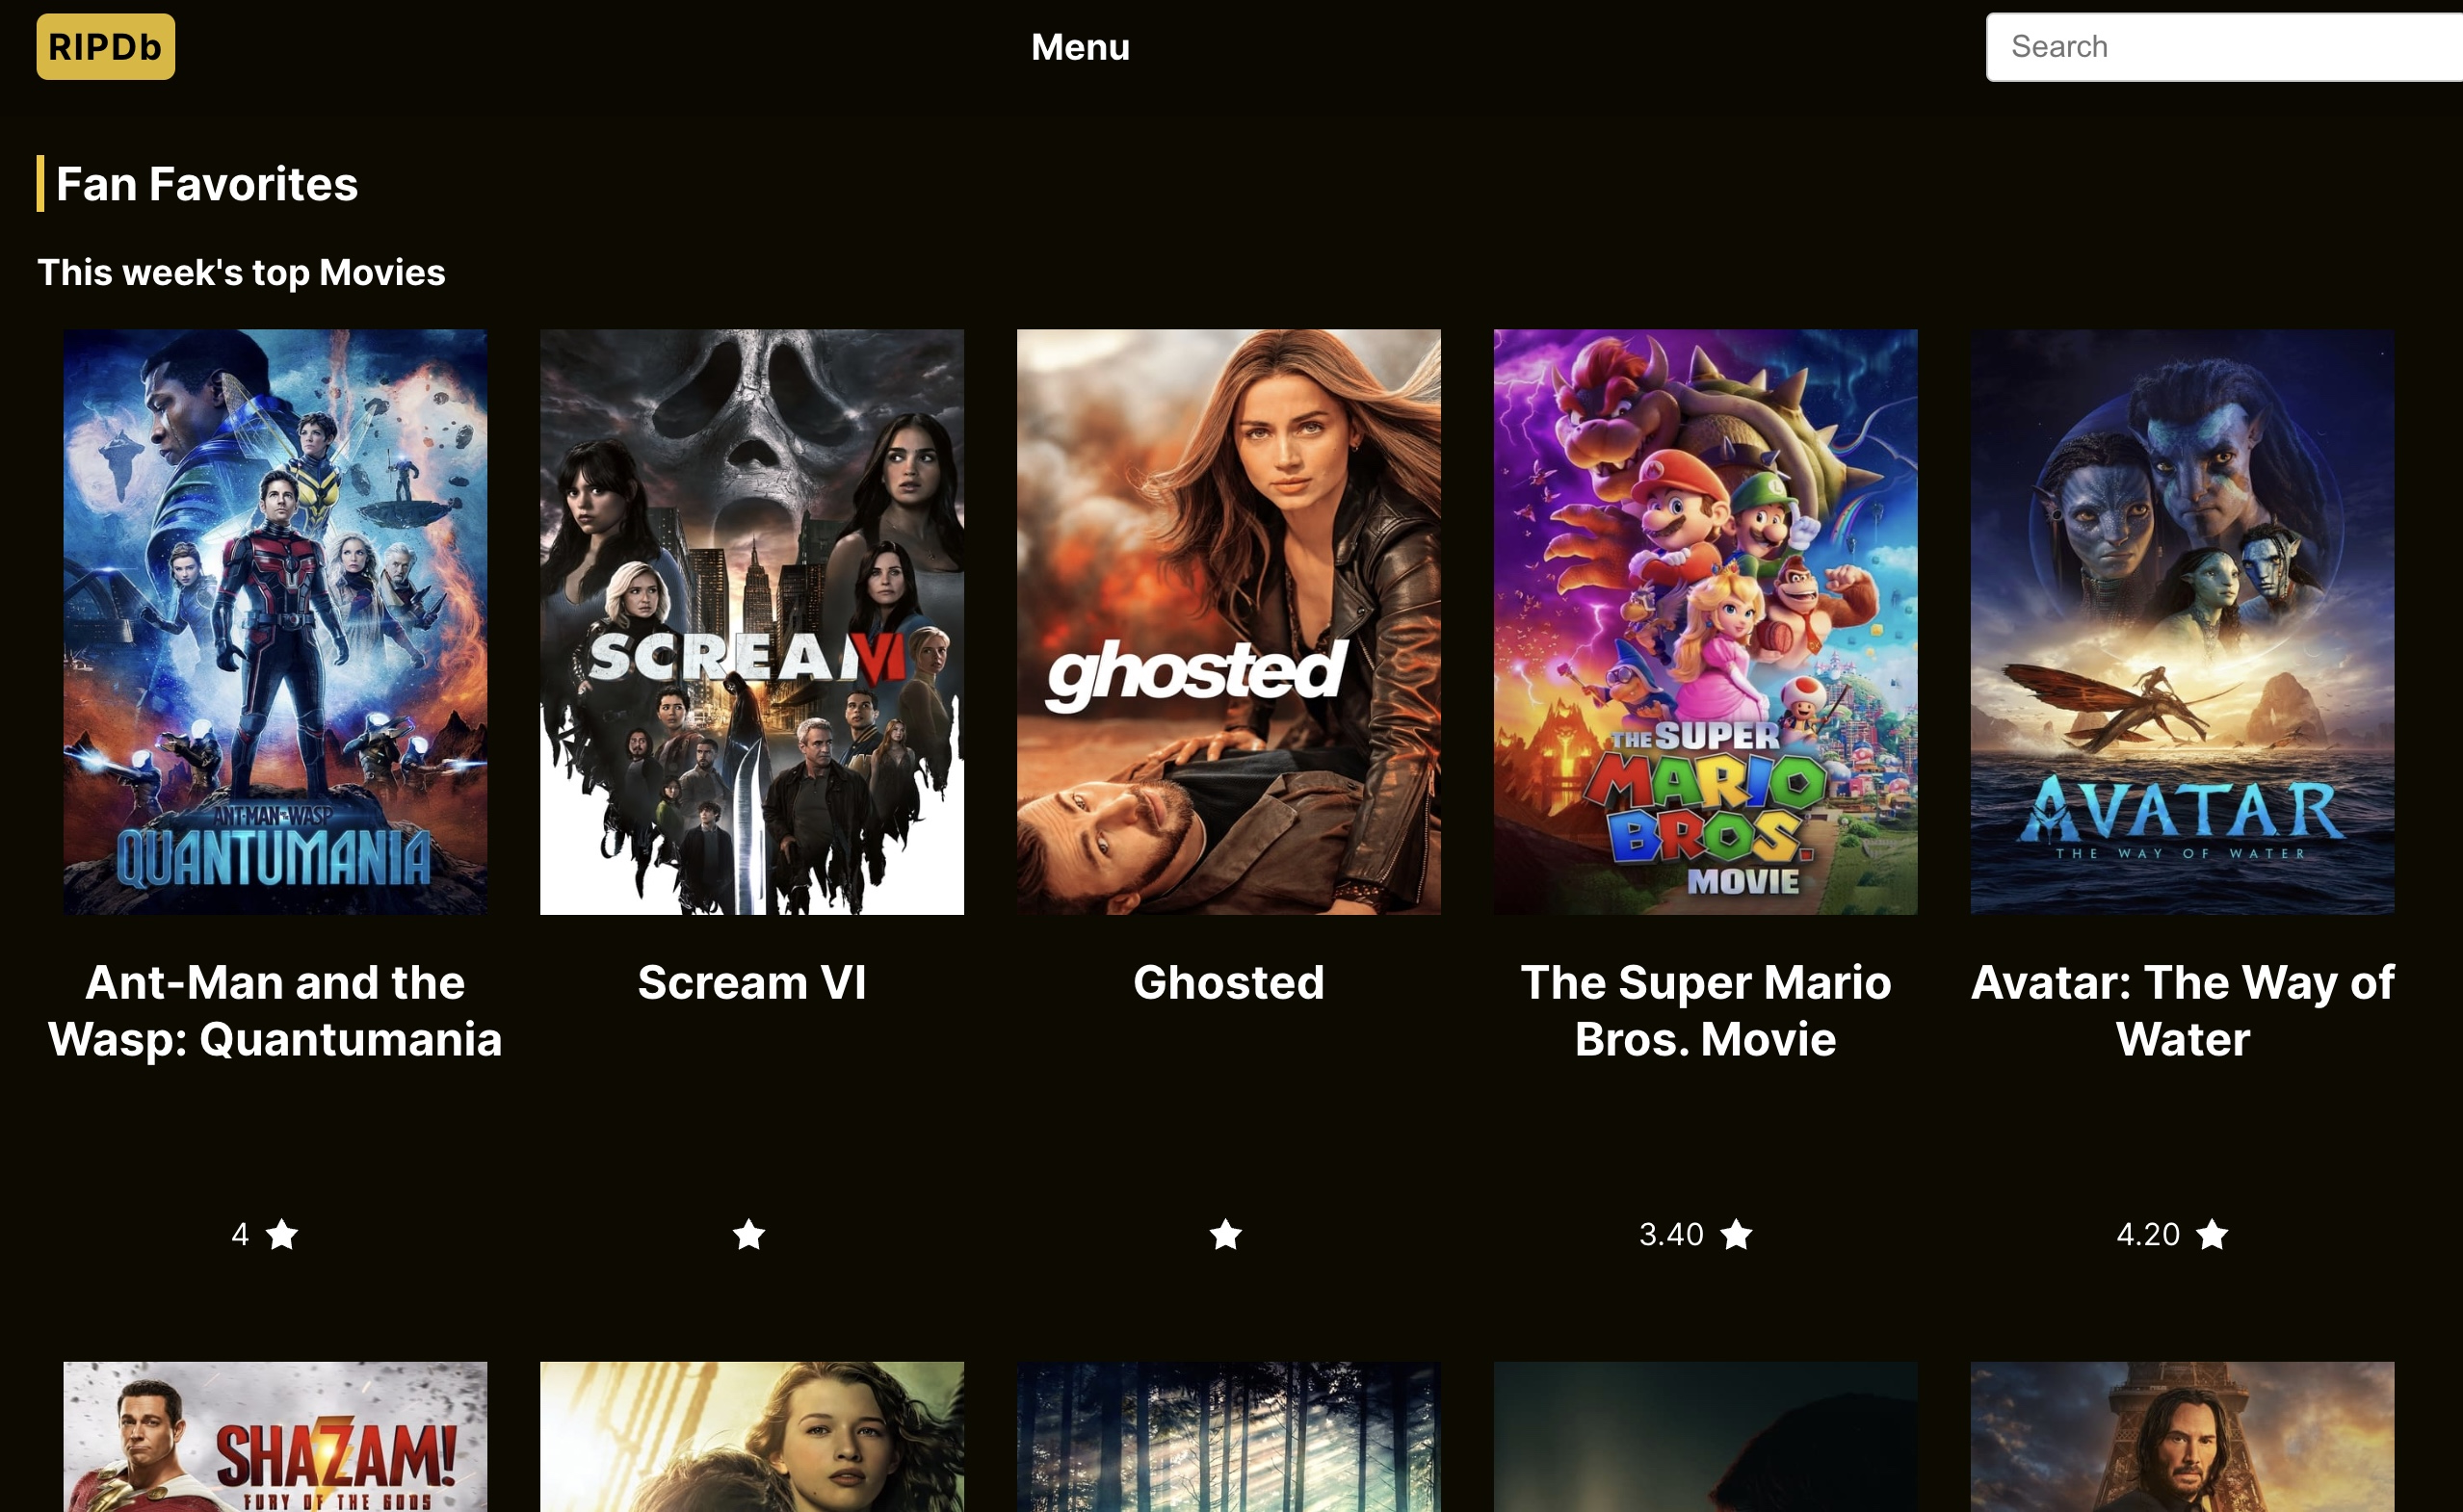 RIPDb
Menu
Search
Fan Favorites
This week's top Movies
ANT-MAN AND THE WASP
QUANTUMANIA
SCREAM VI
ghosted
THE SUPER
MARIO
BROS.
MOVIE
AVATAR
THE WAY OF WATER
Ant-Man and the
Wasp: Quantumania
Scream VI
Ghosted
The Super Mario
Bros. Movie
Avatar: The Way of
Water
4
3.40
4.20
SHAZAM!
FURY OF THE GODS